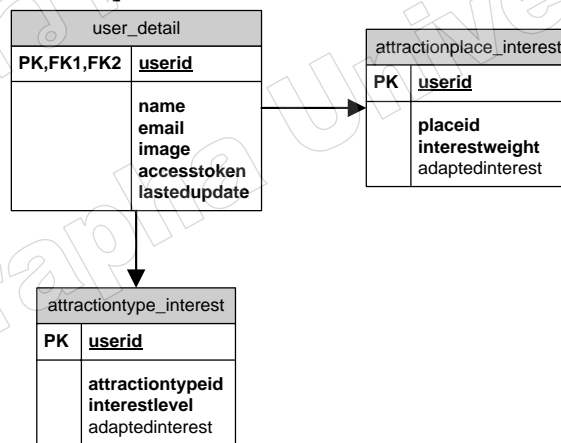 user_detail
PK,FK1,FK2 userid
name
email
image
accesstoken
lastedupdate
attractionplace_interest
PK userid
placeid
interestweight
adaptedinterest
attractiontype_interest
PK userid
attractiontypeid
interestlevel
adaptedinterest